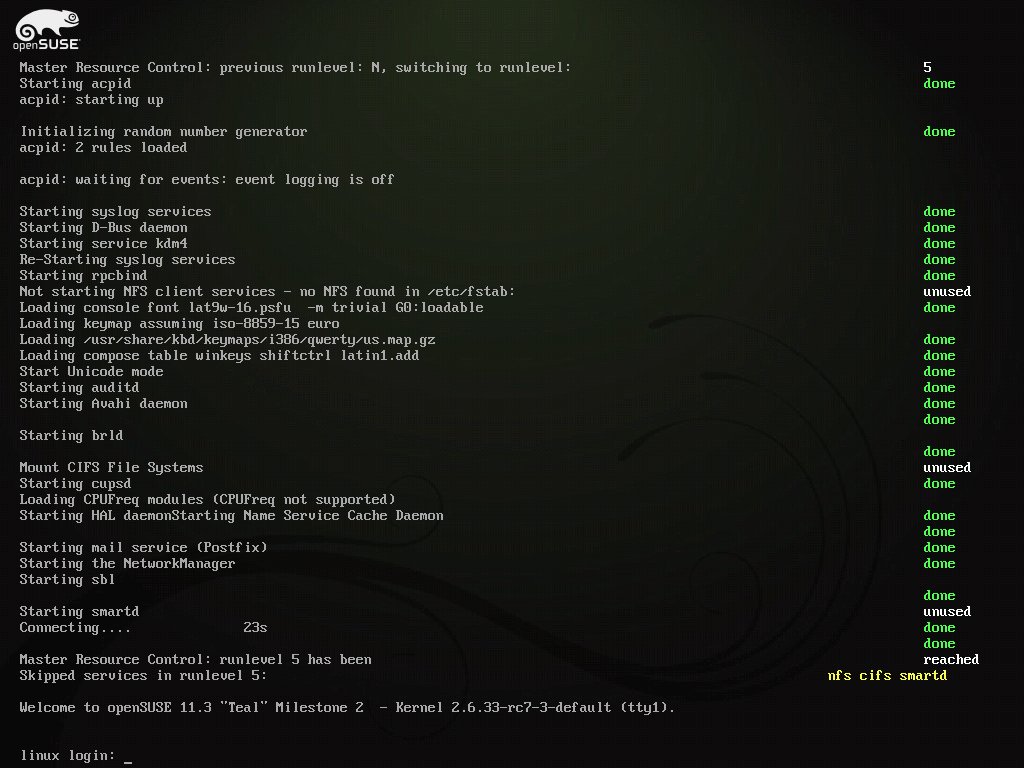 openSUSE
Master Resource Control: previous runlevel: N, switching to runlevel: 5
Starting acpid done
acpid: starting up
Initializing random number generator done
acpid: 2 rules loaded
acpid: waiting for events: event logging is off
Starting syslog services done
Starting D-Bus daemon done
Starting service kdm4 done
Re-Starting syslog services done
Starting rpcbind done
Not starting NFS client services - no NFS found in /etc/fstab: unused
Loading console font lat9w-16.psfu  -m trivial G0:loadable done
Loading keymap assuming iso-8859-15 euro
Loading /usr/share/kbd/keymaps/i386/qwerty/us.map.gz done
Loading compose table winkeys shiftctrl latin1.add done
Start Unicode mode done
Starting auditd done
Starting Avahi daemon done
done
Starting brld
done
Mount CIFS File Systems unused
Starting cupsd done
Loading CPUFreq modules (CPUFreq not supported)
Starting HAL daemonStarting Name Service Cache Daemon done
done
Starting mail service (Postfix) done
Starting the NetworkManager done
Starting sbl
done
Starting smartd unused
Connecting.... 23s done
done
Master Resource Control: runlevel 5 has been reached
Skipped services in runlevel 5: nfs cifs smartd
Welcome to openSUSE 11.3 "Teal" Milestone 2  - Kernel 2.6.33-rc7-3-default (tty1).
linux login: _